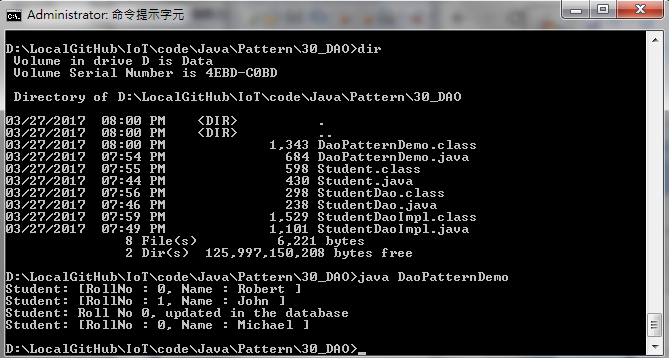 Administrator: 命令提示字元
D:\LocalGitHub\IoT\code\Java\Pattern\30_DAO>dir
Volume in drive D is Data
Volume Serial Number is 4EBD-C0BD
Directory of D:\LocalGitHub\IoT\code\Java\Pattern\30_DAO
03/27/2017  08:00 PM    <DIR>          .
03/27/2017  08:00 PM    <DIR>          ..
03/27/2017  08:00 PM             1,343 DaoPatternDemo.class
03/27/2017  07:54 PM               684 DaoPatternDemo.java
03/27/2017  07:55 PM               598 Student.class
03/27/2017  07:44 PM               430 Student.java
03/27/2017  07:56 PM               298 StudentDao.class
03/27/2017  07:46 PM               238 StudentDao.java
03/27/2017  07:59 PM             1,529 StudentDaoImpl.class
03/27/2017  07:49 PM             1,101 StudentDaoImpl.java
8 File(s)          6,221 bytes
2 Dir(s)  125,997,150,208 bytes free
D:\LocalGitHub\IoT\code\Java\Pattern\30_DAO>java DaoPatternDemo
Student: [RollNo : 0, Name : Robert ]
Student: [RollNo : 1, Name : John ]
Student: Roll No 0, updated in the database
Student: [RollNo : 0, Name : Michael ]
D:\LocalGitHub\IoT\code\Java\Pattern\30_DAO>_